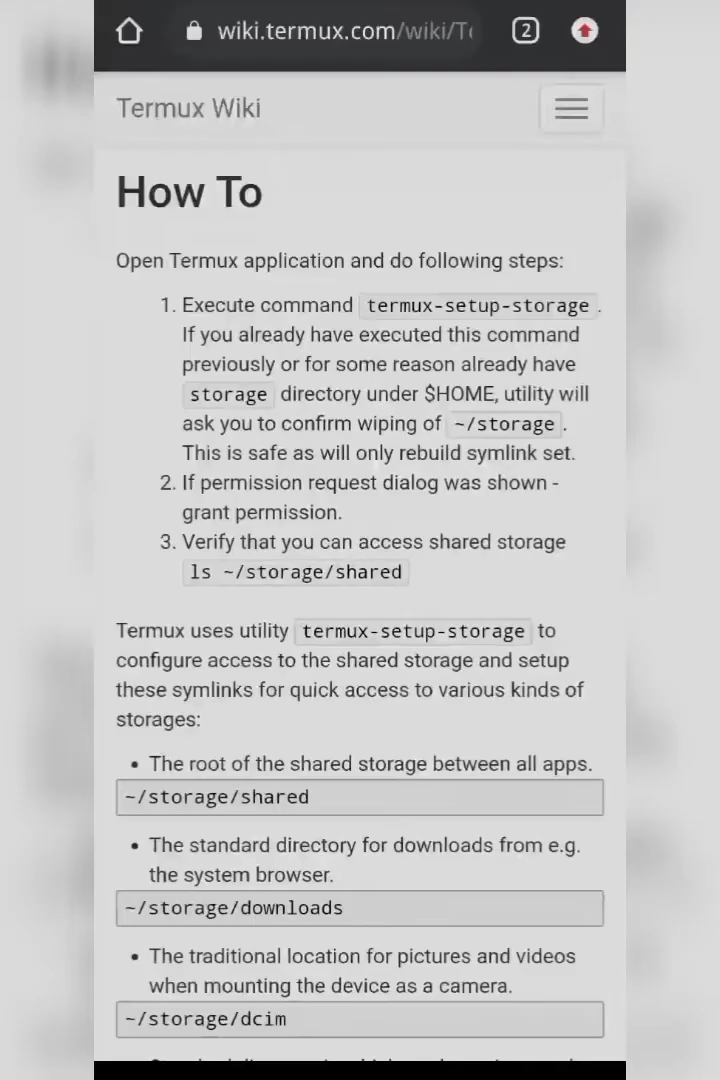 wiki.termux.com/wiki/T
2
Termux Wiki
How To
Open Termux application and do following steps:
1. Execute command termux-setup-storage .
If you already have executed this command
previously or for some reason already have
storage directory under $HOME, utility will
ask you to confirm wiping of ~/storage .
This is safe as will only rebuild symlink set.
2. If permission request dialog was shown -
grant permission.
3. Verify that you can access shared storage
ls ~/storage/shared
Termux uses utility termux-setup-storage to
configure access to the shared storage and setup
these symlinks for quick access to various kinds of
storages:
• The root of the shared storage between all apps.
~/storage/shared
• The standard directory for downloads from e.g.
the system browser.
~/storage/downloads
• The traditional location for pictures and videos
when mounting the device as a camera.
~/storage/dcim